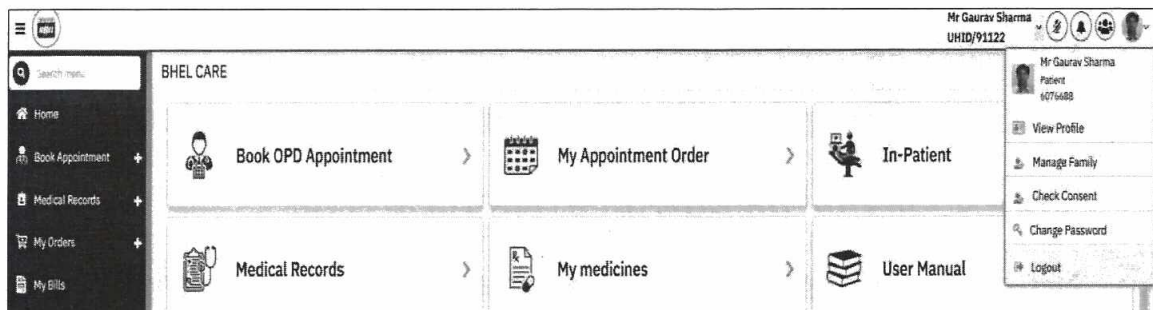 Mr Gaurav Sharma
UHID/91122
Search menu
BHEL CARE
Mr Gaurav Sharma
Patient
6076688
Home
Book Appointment +
Medical Records +
My Orders +
My Bills
Book OPD Appointment
My Appointment Order
In-Patient
Medical Records
My medicines
User Manual
View Profile
Manage Family
Check Consent
Change Password
Logout